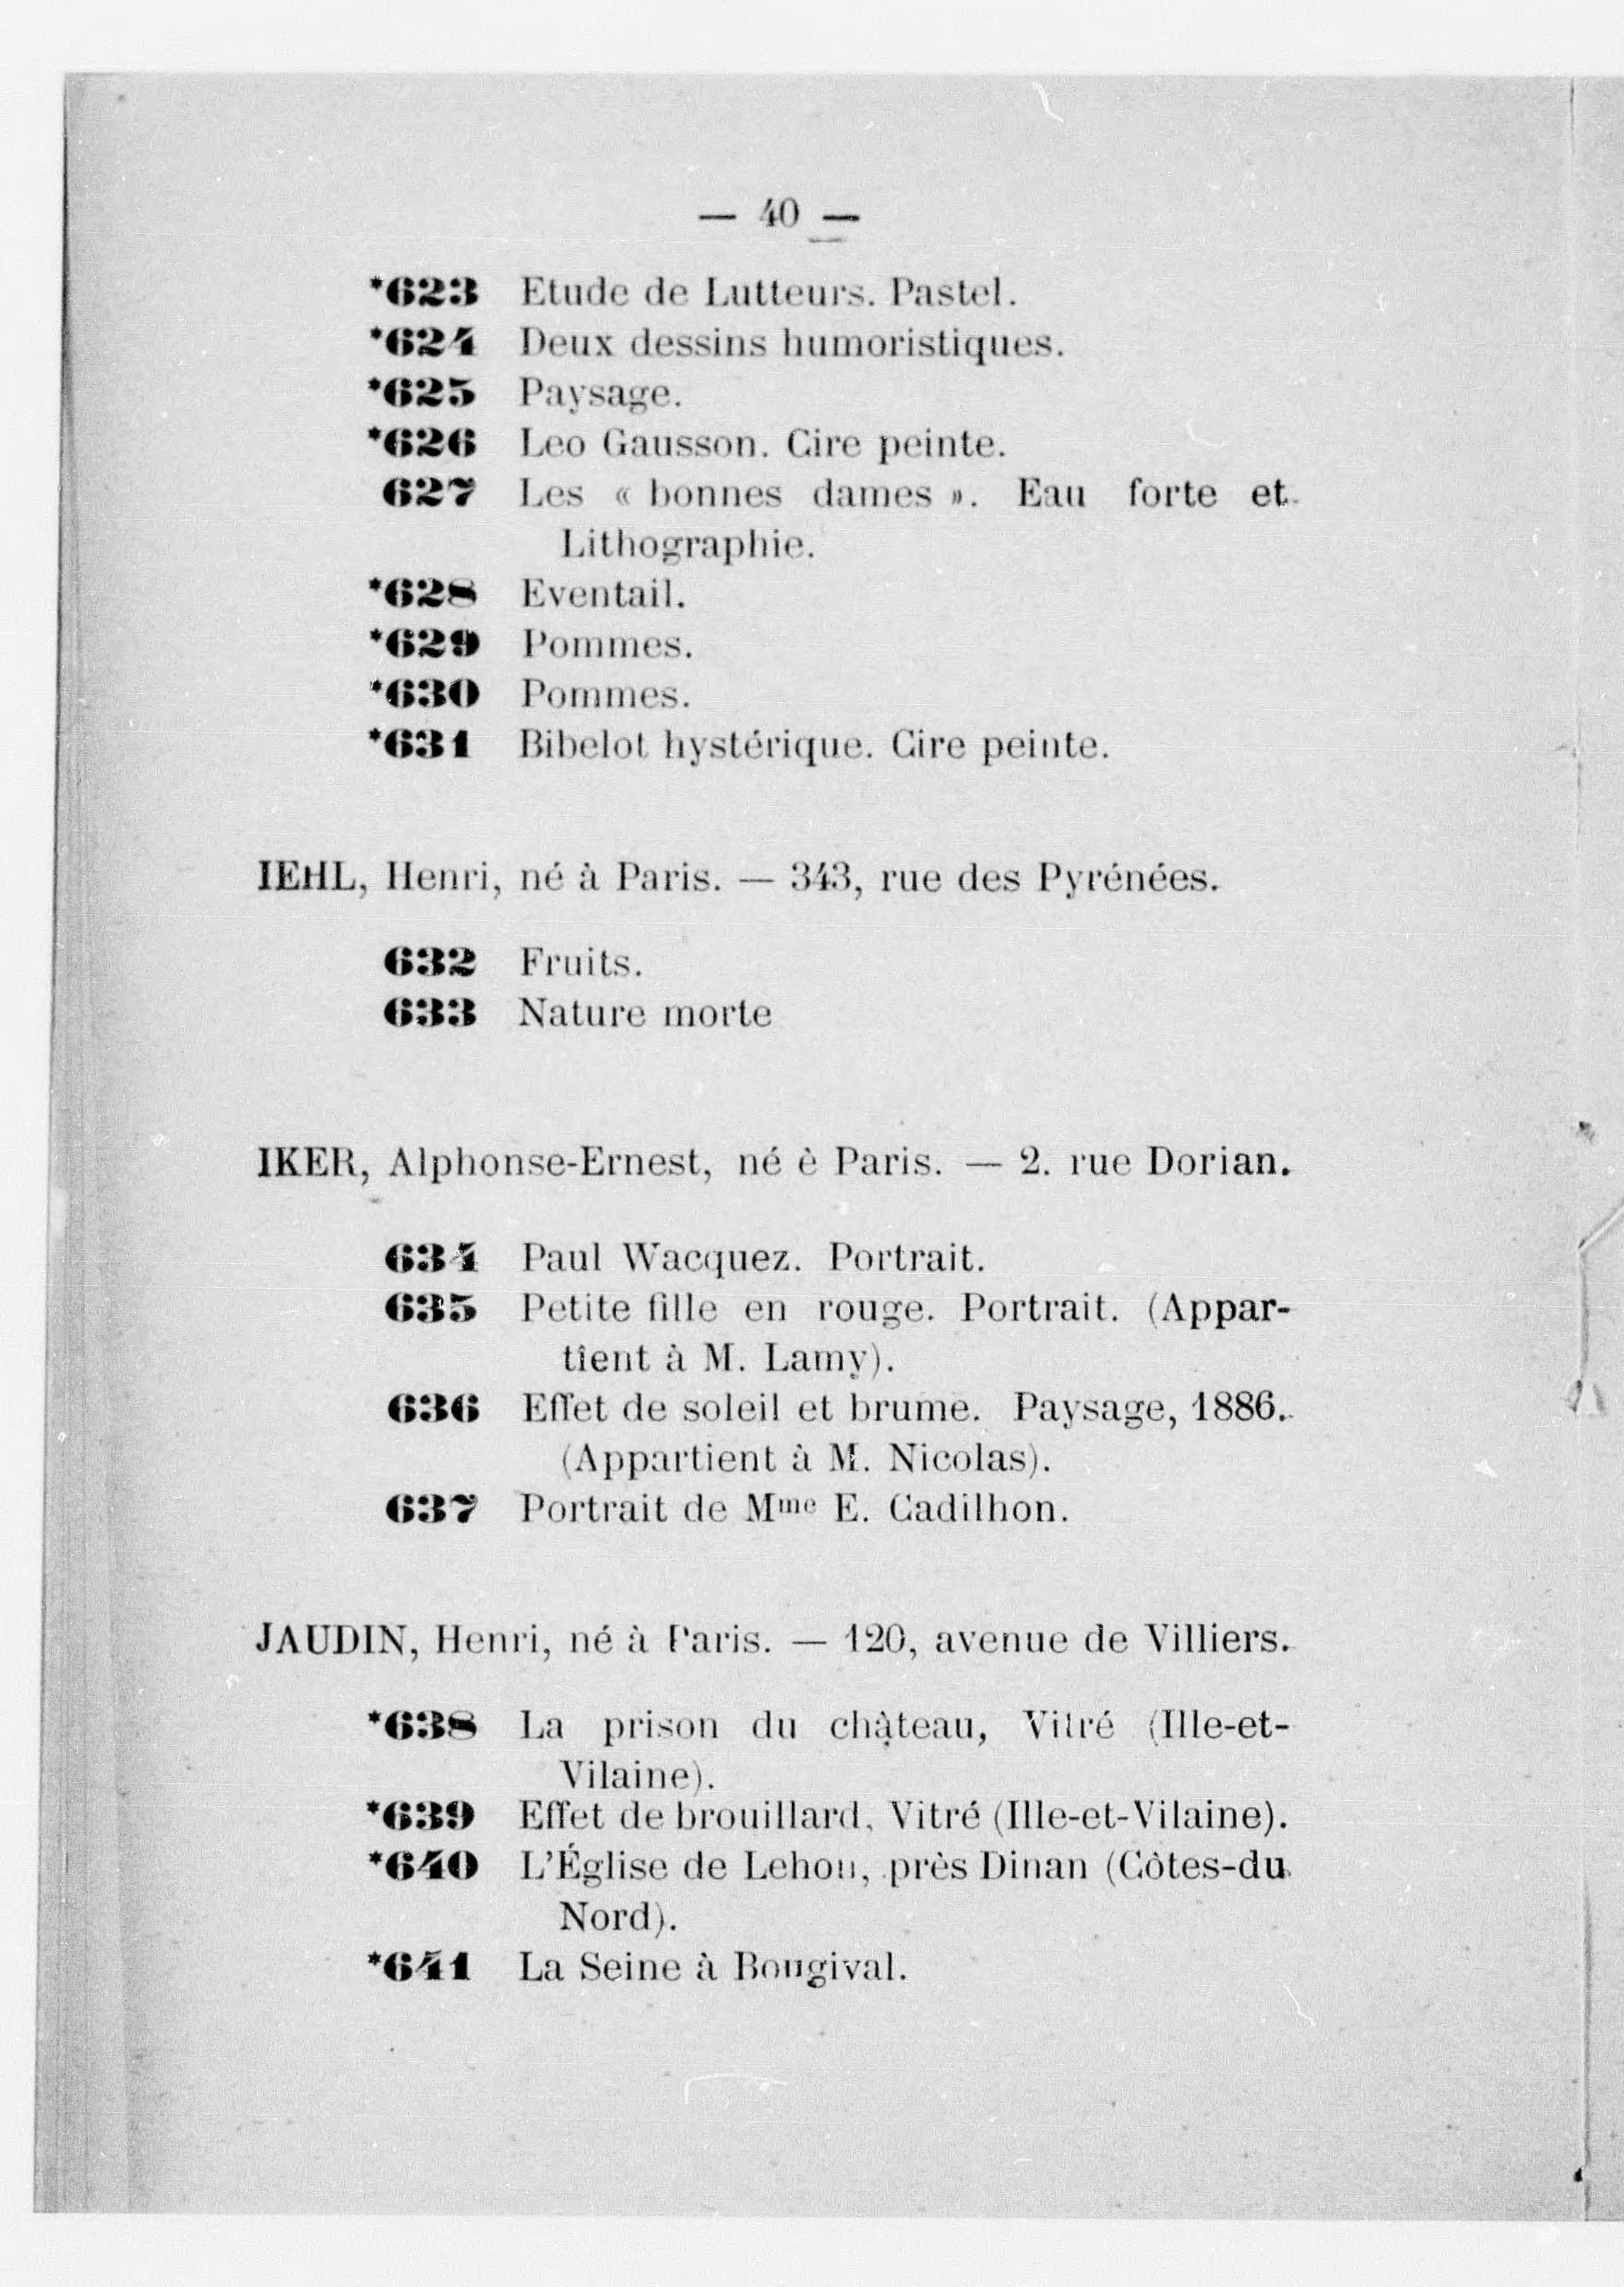 — 40 —
*623 Etude de Lutteurs. Pastel.
*624 Deux dessins humoristiques.
*625 Paysage.
*626 Leo Gausson. Cire peinte.
627 Les « bonnes dames ». Eau forte et
Lithographie.
*628 Eventail.
*629 Pommes.
*630 Pommes.
*631 Bibelot hystérique. Cire peinte.
IEHL, Henri, né à Paris. — 343, rue des Pyrénées.
632 Fruits.
633 Nature morte
IKER, Alphonse-Ernest, né è Paris. — 2. rue Dorian.
634 Paul Wacquez. Portrait.
635 Petite fille en rouge. Portrait. (Appar-
tient à M. Lamy).
636 Effet de soleil et brume. Paysage, 1886.
(Appartient à M. Nicolas).
637 Portrait de Mme E. Cadilhon.
JAUDIN, Henri, né à Paris. — 120, avenue de Villiers.
*638 La prison du château, Vitré (Ille-et-
Vilaine).
*639 Effet de brouillard, Vitré (Ille-et-Vilaine).
*640 L'Église de Lehon, près Dinan (Côtes-du
Nord).
*641 La Seine à Bougival.